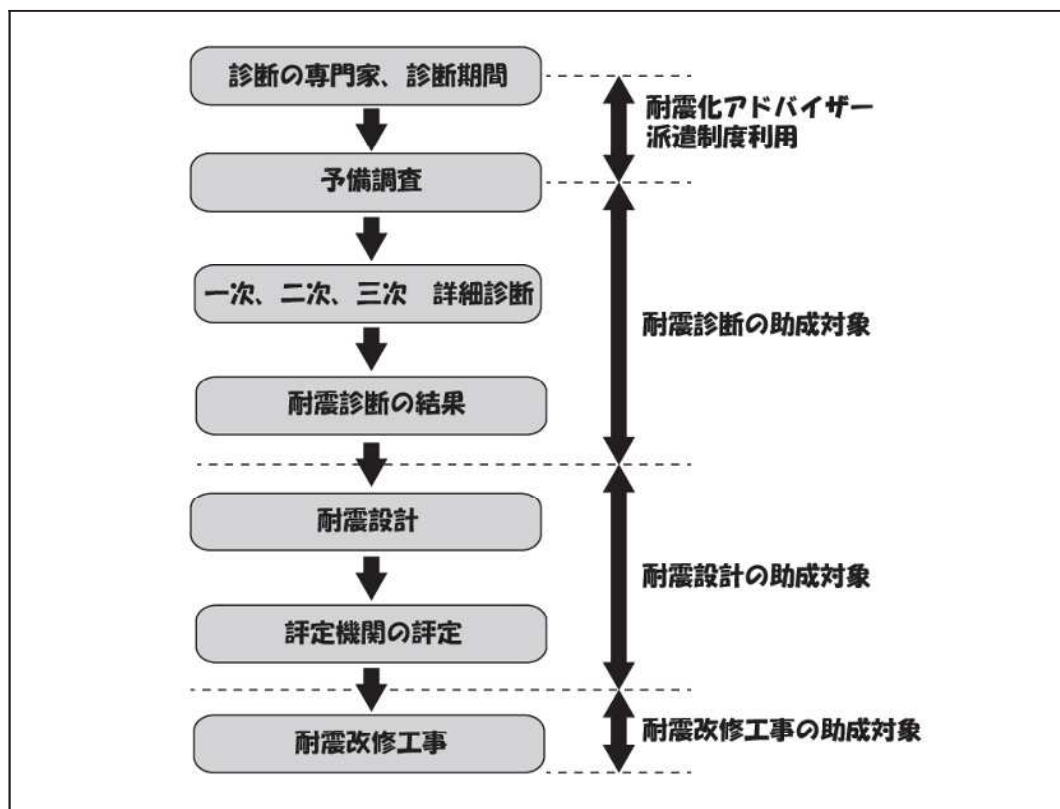 診断の専門家、診断期間
耐震化アドバイザー
派遣制度利用
予備調査
一次、二次、三次　詳細診断
耐震診断の助成対象
耐震診断の結果
耐震設計
耐震設計の助成対象
評定機関の評定
耐震改修工事
耐震改修工事の助成対象